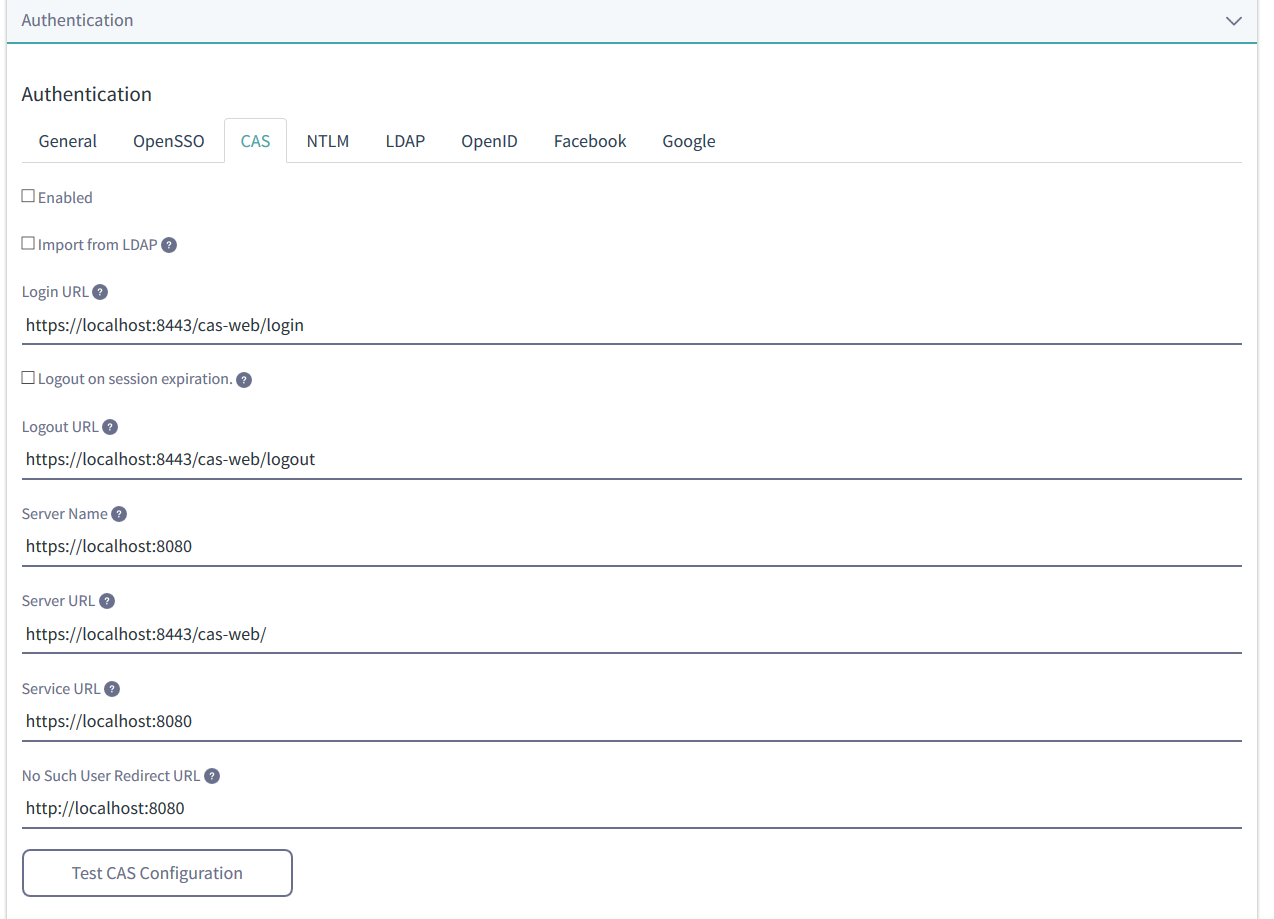 Authentication
Authentication
General OpenSSO CAS NTLM LDAP OpenID Facebook Google
Enabled
Import from LDAP ?
Login URL ?
https://localhost:8443/cas-web/login
Logout on session expiration. ?
Logout URL ?
https://localhost:8443/cas-web/logout
Server Name ?
https://localhost:8080
Server URL ?
https://localhost:8443/cas-web/
Service URL ?
https://localhost:8080
No Such User Redirect URL ?
http://localhost:8080
Test CAS Configuration